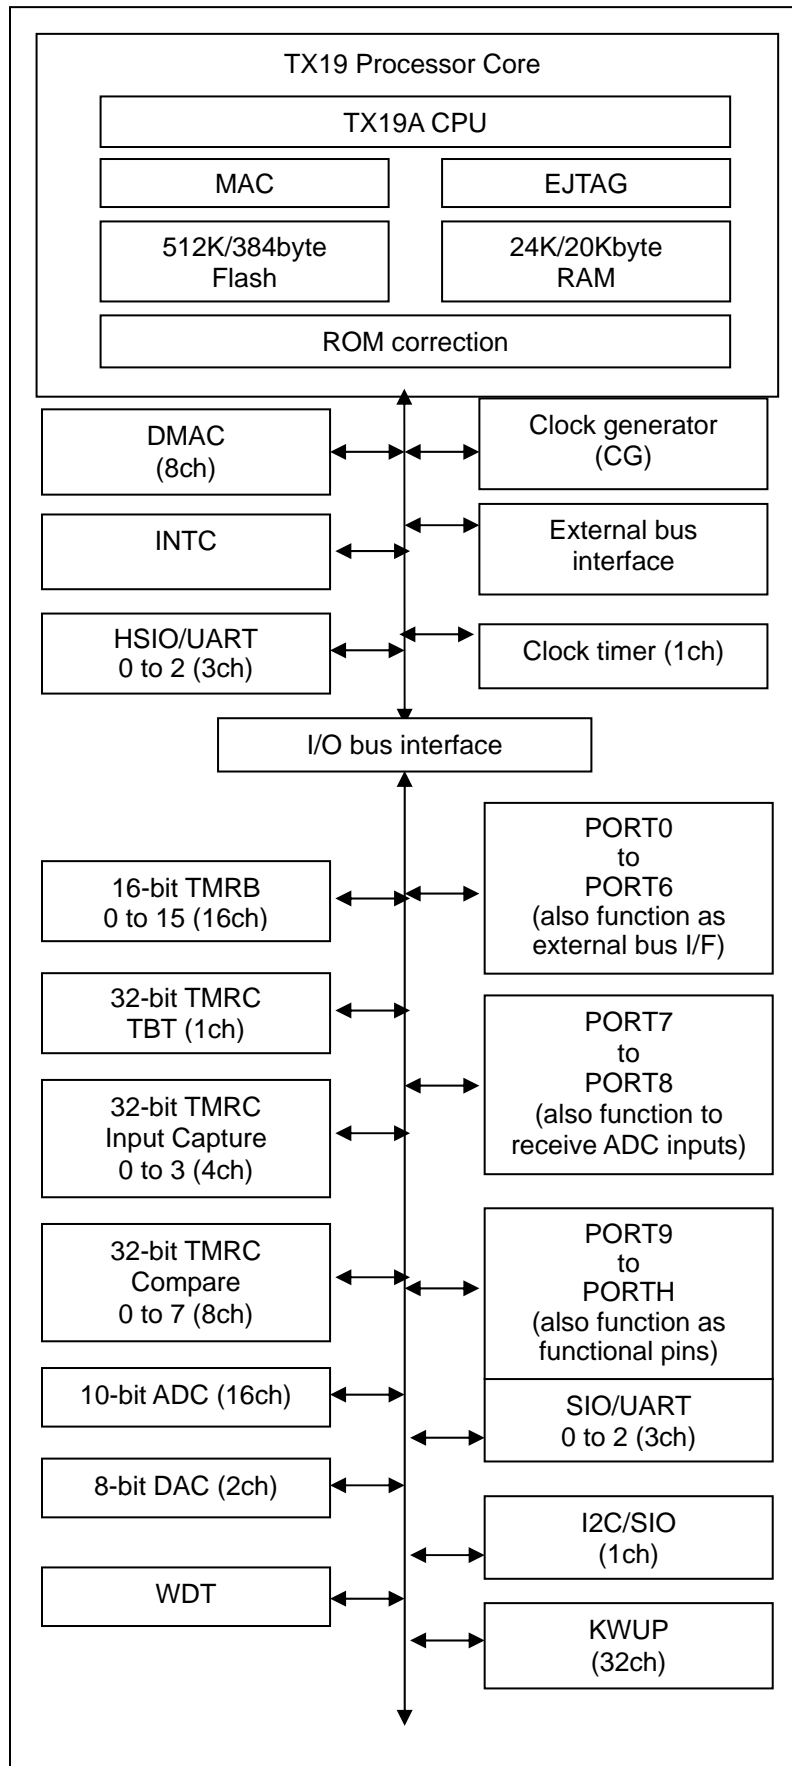 TX19 Processor Core
TX19A CPU
MAC
EJTAG
512K/384byte
Flash
24K/20Kbyte
RAM
ROM correction
DMAC
(8ch)
Clock generator
(CG)
INTC
External bus
interface
HSIO/UART
0 to 2 (3ch)
Clock timer (1ch)
I/O bus interface
16-bit TMRB
0 to 15 (16ch)
PORT0
to
PORT6
(also function as
external bus I/F)
32-bit TMRC
TBT (1ch)
PORT7
to
PORT8
(also function to
receive ADC inputs)
32-bit TMRC
Input Capture
0 to 3 (4ch)
32-bit TMRC
Compare
0 to 7 (8ch)
PORT9
to
PORTH
(also function as
functional pins)
10-bit ADC (16ch)
SIO/UART
0 to 2 (3ch)
8-bit DAC (2ch)
I2C/SIO
(1ch)
WDT
KWUP
(32ch)